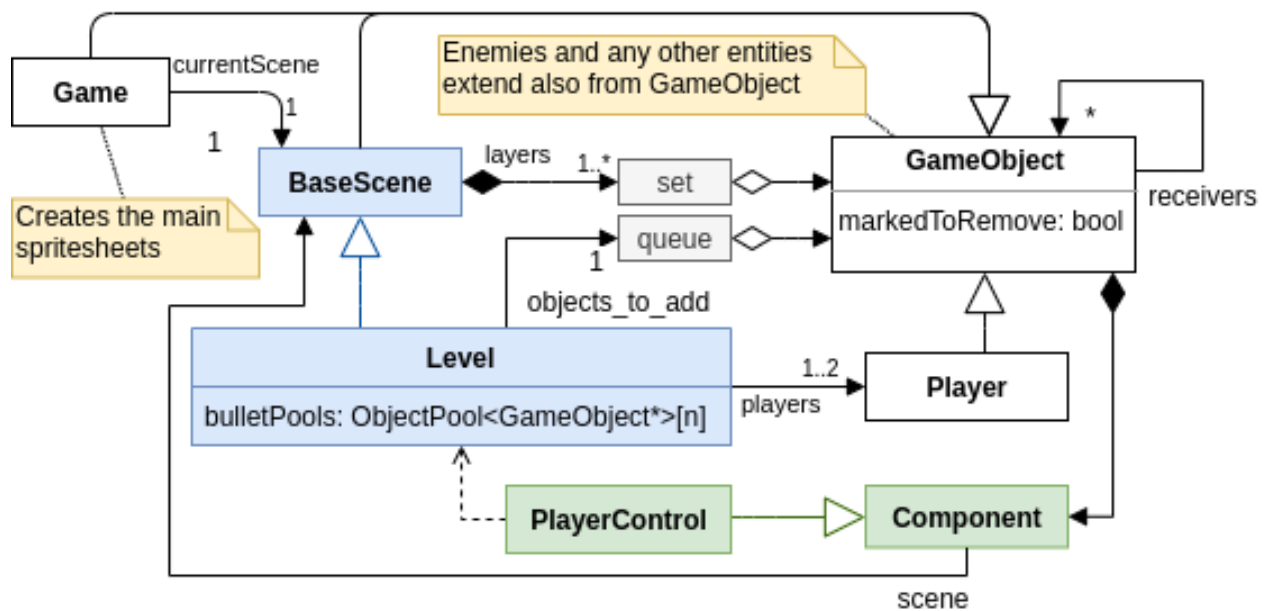 Enemies and any other entities
extend also from GameObject
currentScene
Game
1
*
1
layers
1..*
GameObject
BaseScene
set
receivers
Creates the main
spritesheets
markedToRemove: bool
queue
1
objects_to_add
Level
1..2
Player
bulletPools: ObjectPool<GameObject*>[n]
players
PlayerControl
Component
scene